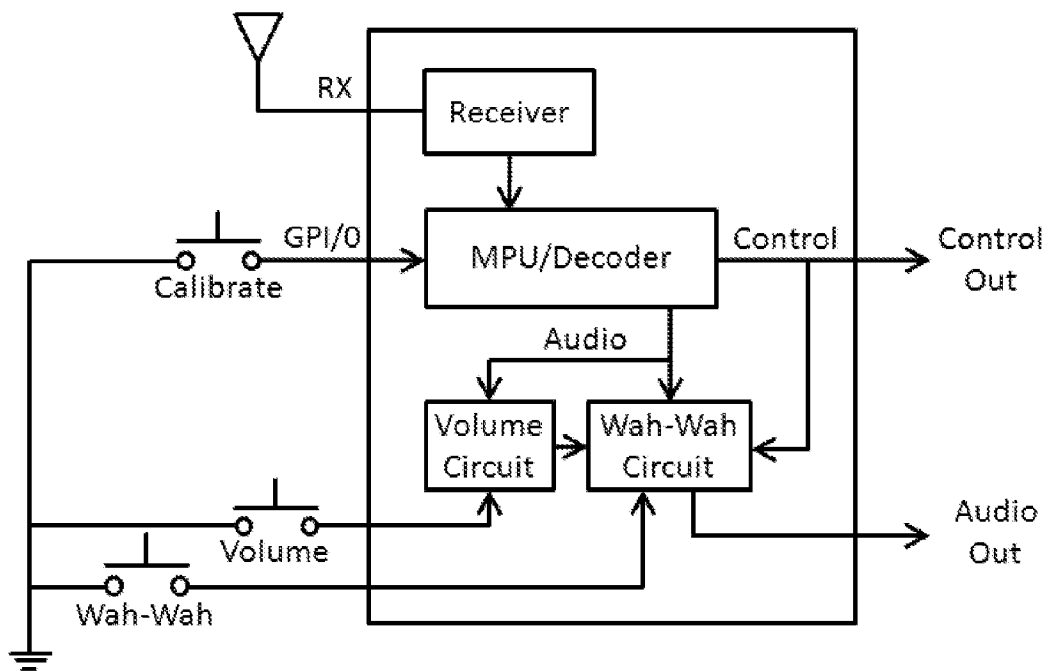 RX
Receiver
GPI/0
MPU/Decoder
Control
Control
Out
Calibrate
Audio
Volume
Circuit
Wah-Wah
Circuit
Volume
Audio
Out
Wah-Wah